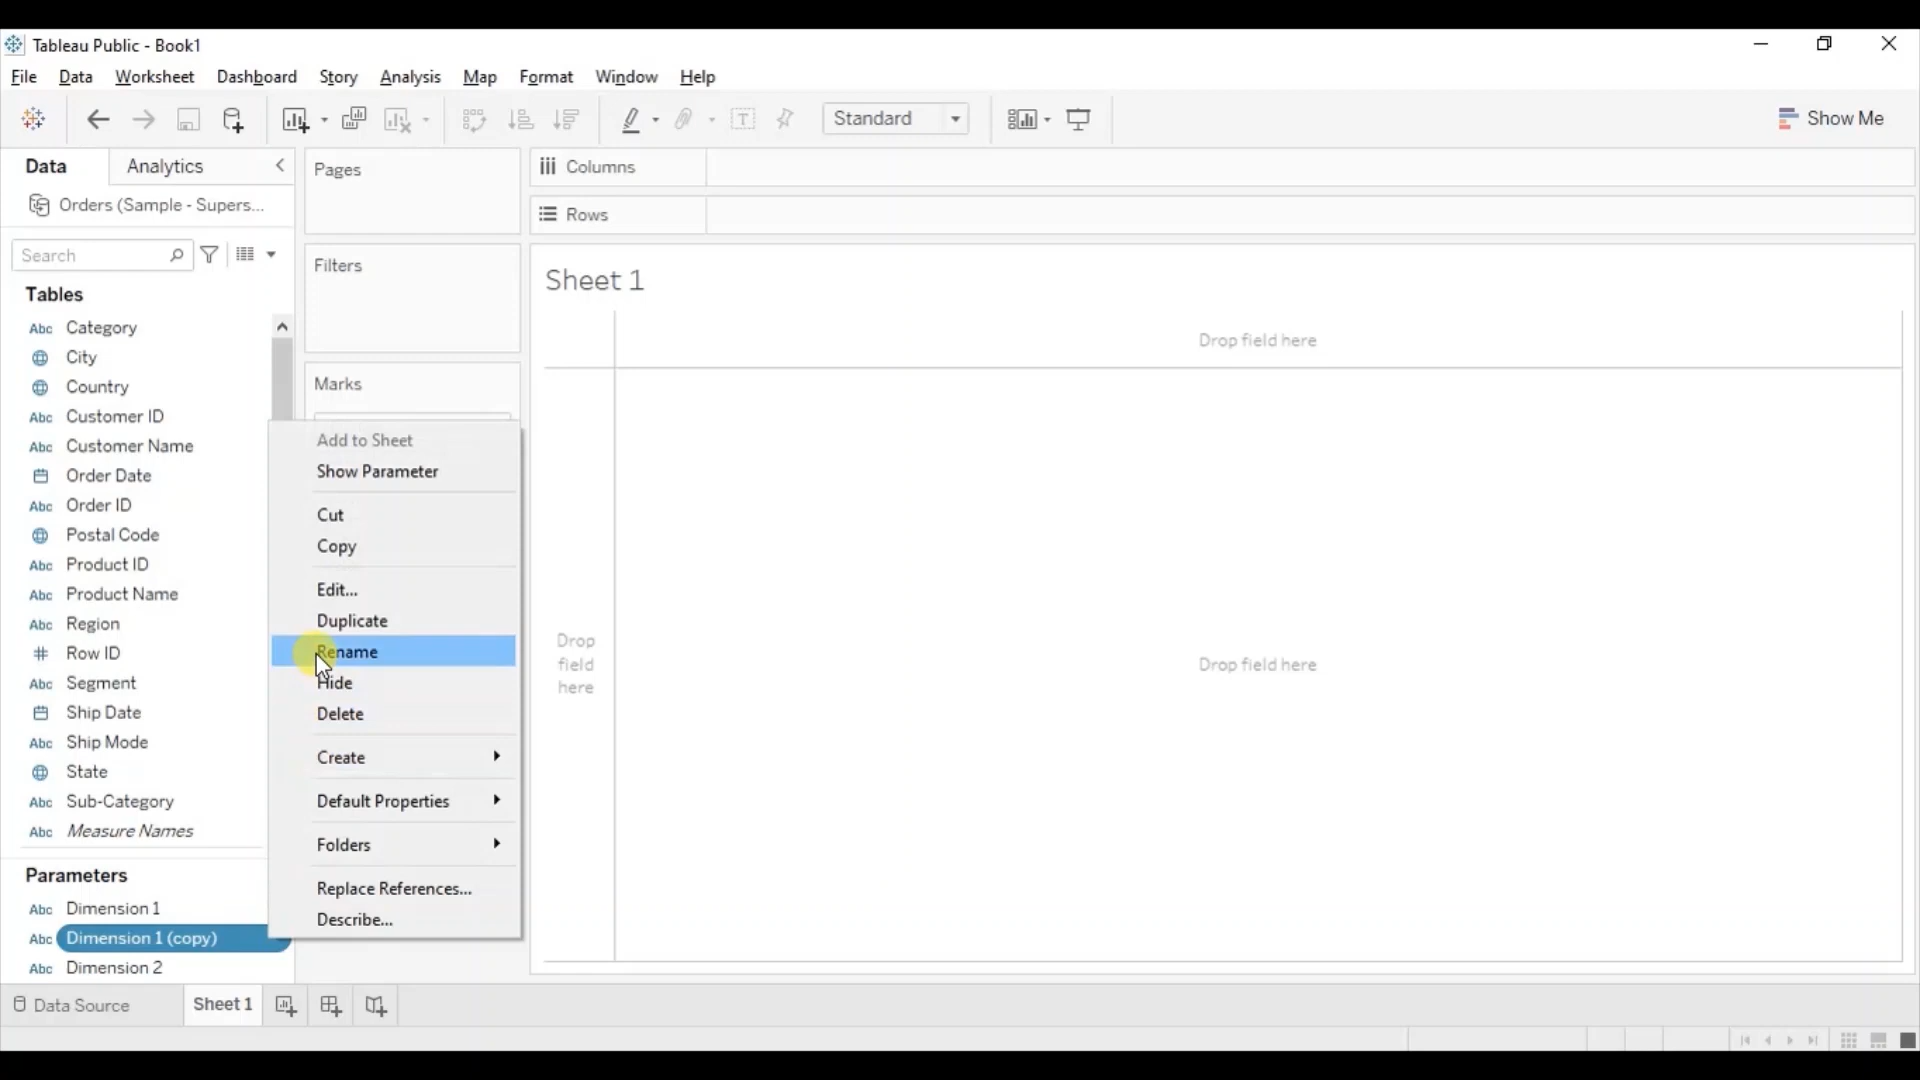 Tableau Public - Book1
File Data Worksheet Dashboard Story Analysis Map Format Window Help
Standard
Show Me
Data Analytics
Orders (Sample - Supers...
Search
Tables
Abc Category
City
Country
Abc Customer ID
Abc Customer Name
Order Date
Abc Order ID
Postal Code
Abc Product ID
Abc Product Name
Abc Region
# Row ID
Abc Segment
Ship Date
Abc Ship Mode
State
Abc Sub-Category
Abc Measure Names
Parameters
Abc Dimension 1
Abc Dimension 1 (copy)
Abc Dimension 2
Pages
Filters
Marks
Add to Sheet
Show Parameter
Cut
Copy
Edit...
Duplicate
Rename
Hide
Delete
Create
Default Properties
Folders
Replace References...
Describe...
Columns
Rows
Sheet 1
Drop field here
Drop
field
here
Drop field here
Data Source Sheet 1